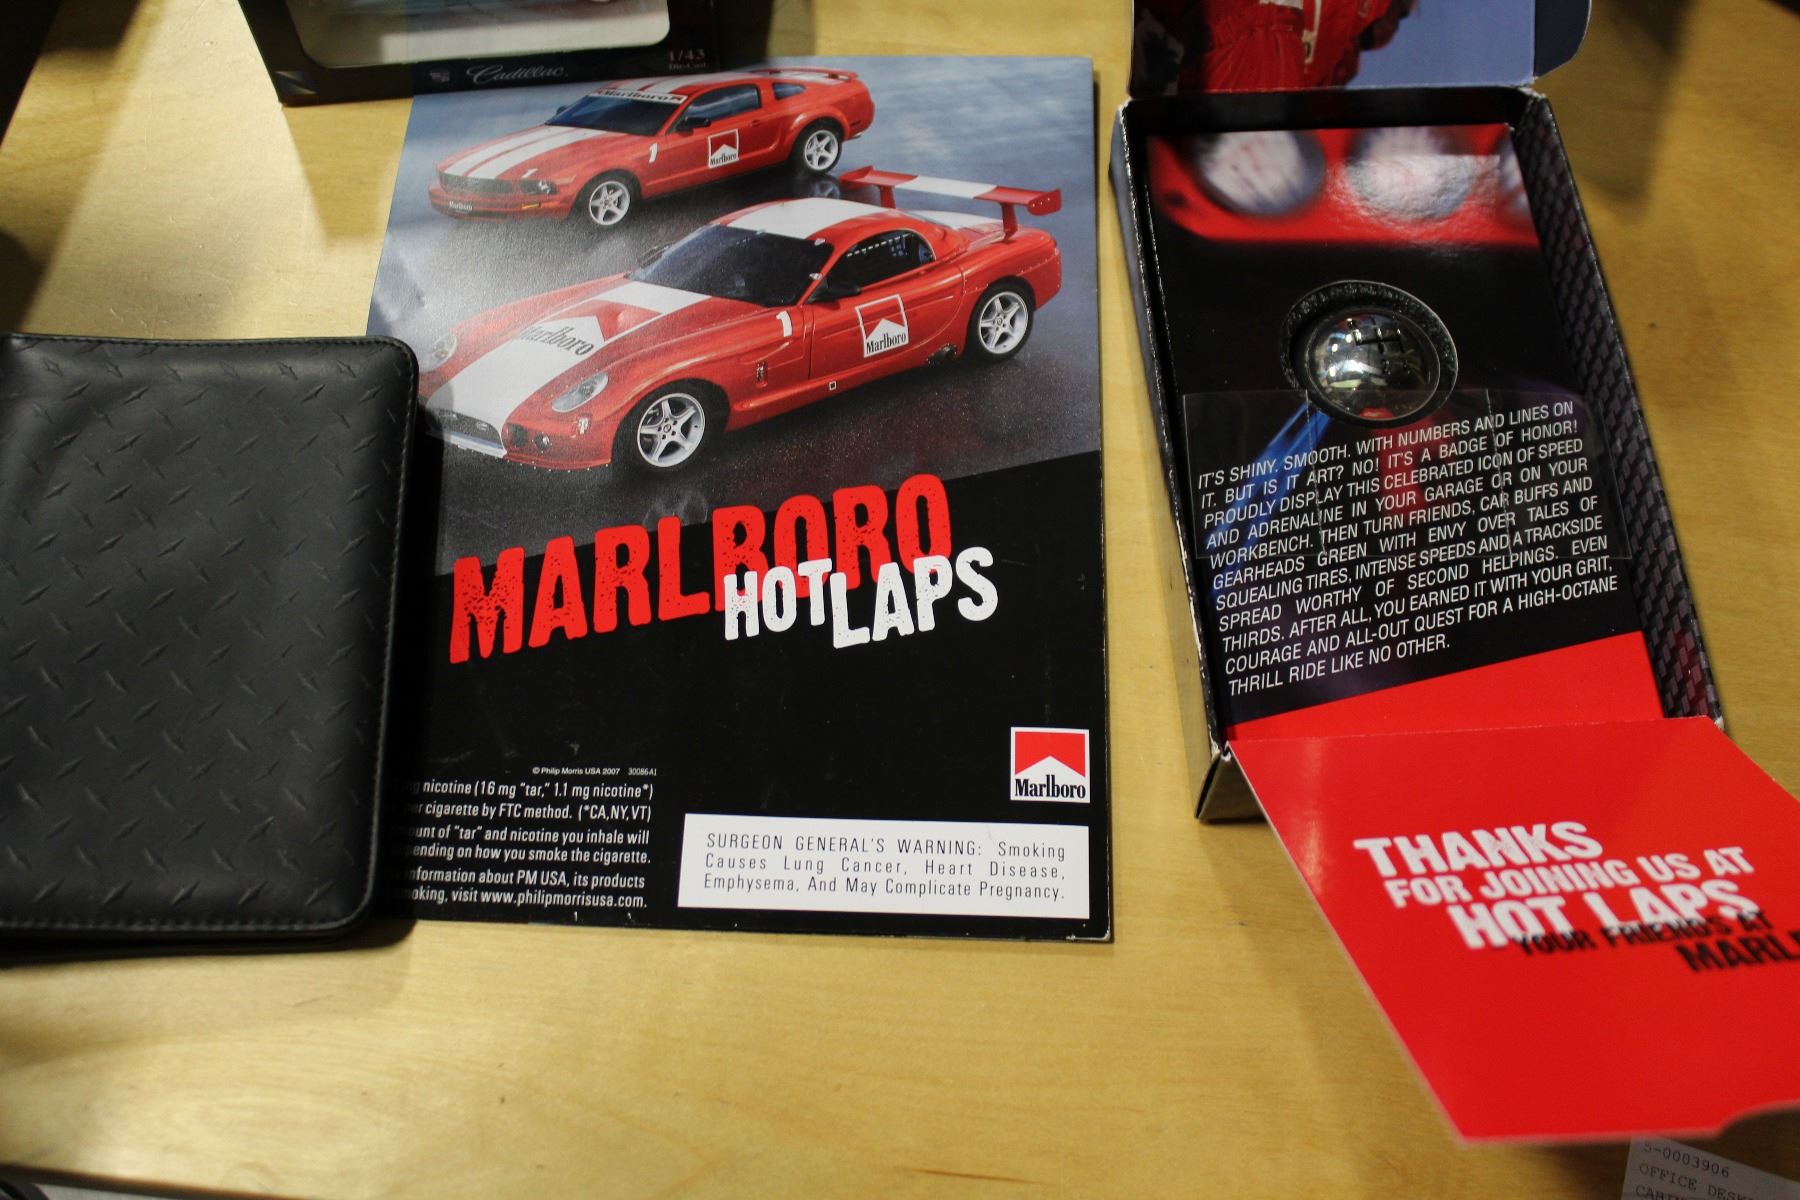 Cadillac
1/43
Die-Cast
Marlboro
1
1
Marlboro
Marlboro
Marlboro
1
Marlboro
MARLBORO
HOT LAPS
© Philip Morris USA 2007 30086A1
nicotine (16 mg "tar," 1.1 mg nicotine*)
cigarette by FTC method. (*CA,NY,VT)
of "tar" and nicotine you inhale will
on how you smoke the cigarette.
information about PM USA, its products
visit www.philipmorrisusa.com.
Marlboro
SURGEON GENERAL'S WARNING: Smoking
Causes Lung Cancer, Heart Disease,
Emphysema, And May Complicate Pregnancy.
IT'S SHINY. SMOOTH. WITH NUMBERS AND LINES ON
IT. BUT IS IT ART? NO! IT'S A BADGE OF HONOR!
PROUDLY DISPLAY THIS CELEBRATED ICON OF SPEED
AND ADRENALINE IN YOUR GARAGE OR ON YOUR
WORKBENCH. THEN TURN FRIENDS, CAR BUFFS AND
GEARHEADS GREEN WITH ENVY OVER TALES OF
SQUEALING TIRES, INTENSE SPEEDS AND A TRACKSIDE
SPREAD WORTHY OF SECOND HELPINGS. EVEN
THIRDS. AFTER ALL, YOU EARNED IT WITH YOUR GRIT,
COURAGE AND ALL-OUT QUEST FOR A HIGH-OCTANE
THRILL RIDE LIKE NO OTHER.
THANKS
FOR JOINING US AT
HOT LAPS
YOUR FRIENDS AT
MARL
5-0003906
OFFICE DES